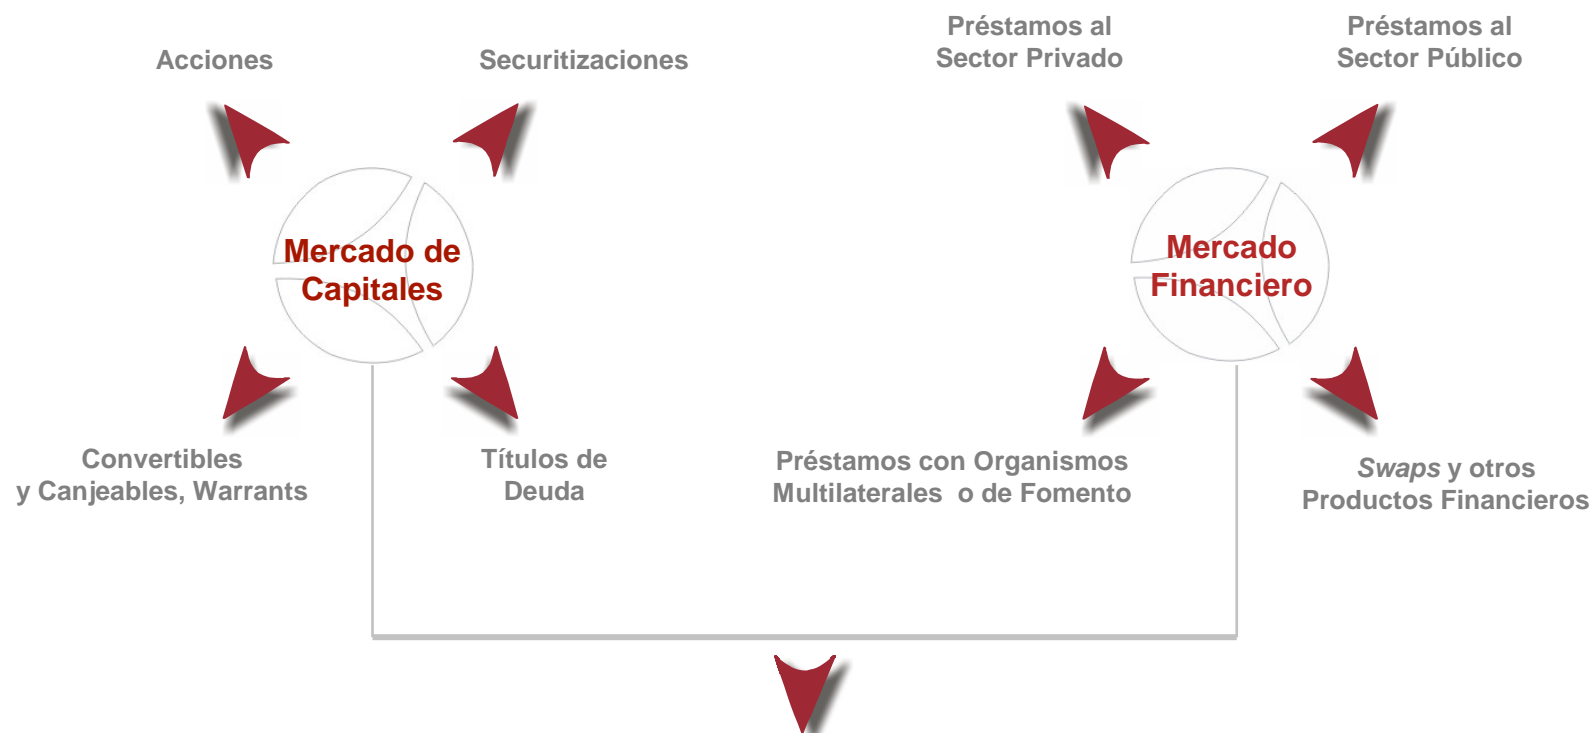 Acciones
Securitizaciones
Préstamos al
Sector Privado
Préstamos al
Sector Público
Mercado de
Capitales
Mercado
Financiero
Convertibles
y Canjeables, Warrants
Títulos de
Deuda
Préstamos con Organismos
Multilaterales o de Fomento
Swaps y otros
Productos Financieros